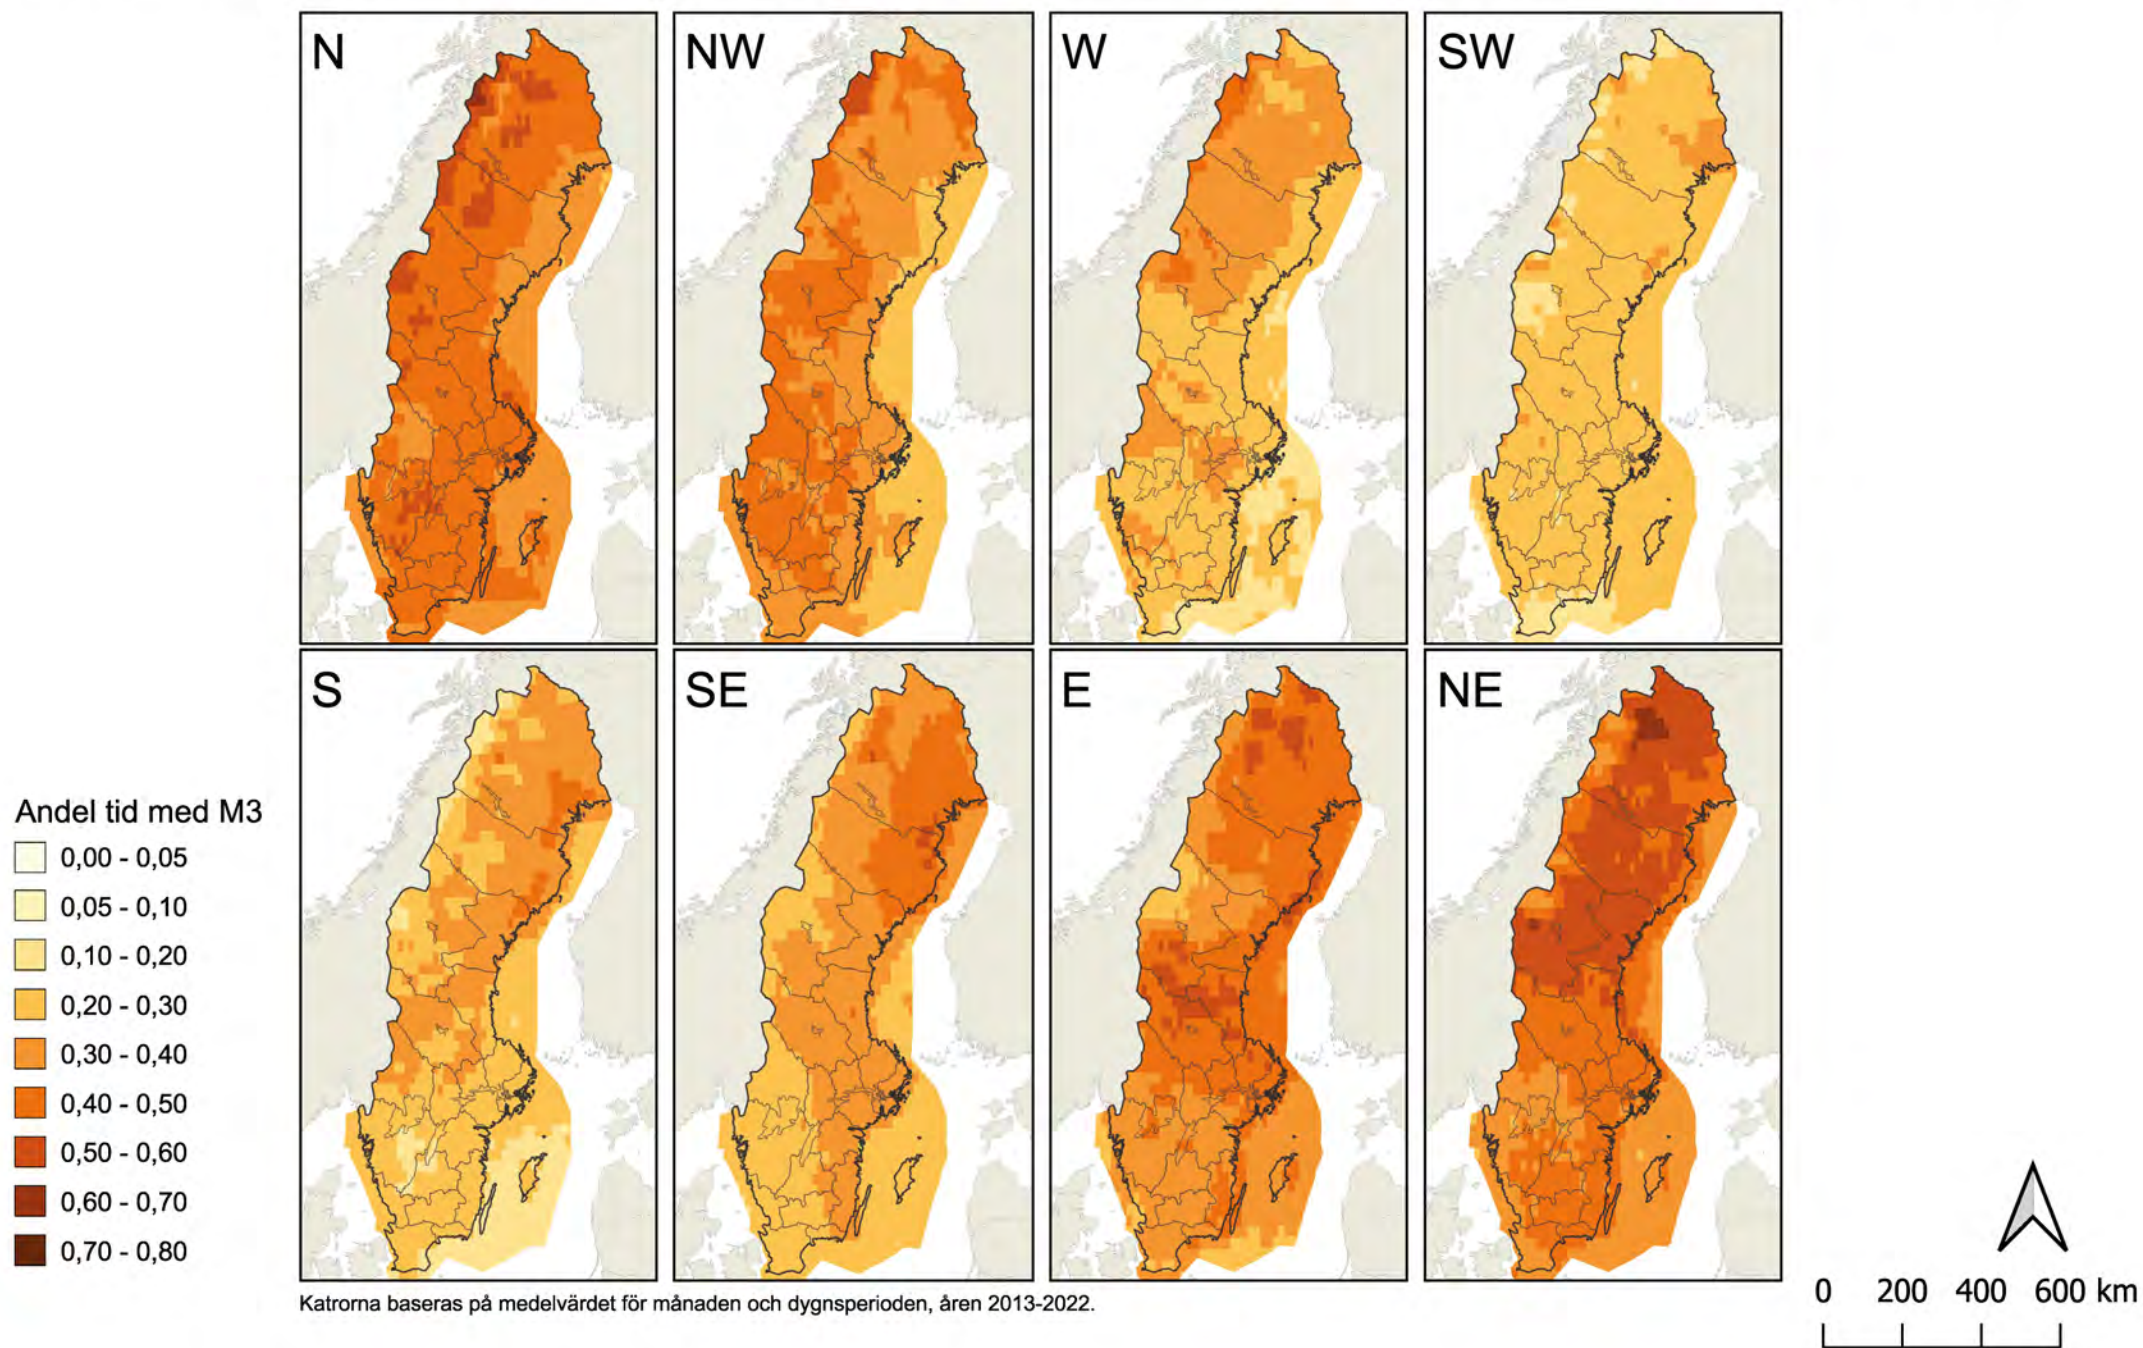 N
NW
W
SW
S
SE
E
NE
Andel tid med M3
0,00 - 0,05
0,05 - 0,10
0,10 - 0,20
0,20 - 0,30
0,30 - 0,40
0,40 - 0,50
0,50 - 0,60
0,60 - 0,70
0,70 - 0,80
Katrorna baseras på medelvärdet för månaden och dygnsperioden, åren 2013-2022.
0 200 400 600 km